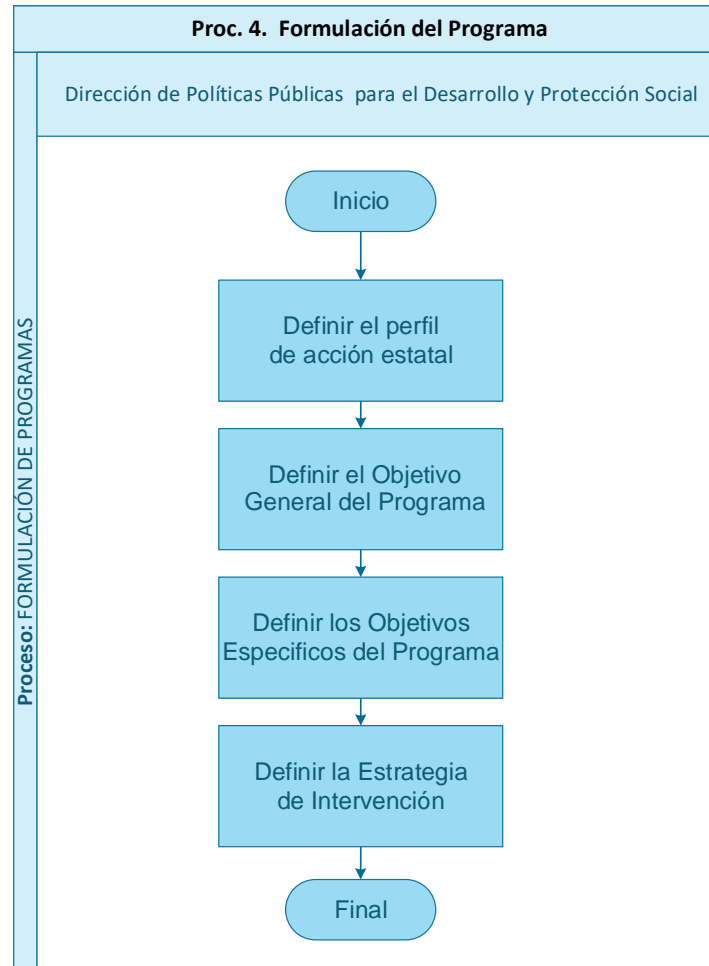 Proc. 4. Formulación del Programa
Dirección de Políticas Públicas para el Desarrollo y Protección Social
Proceso: FORMULACIÓN DE PROGRAMAS
Inicio
Definir el perfil
de acción estatal
Definir el Objetivo
General del Programa
Definir los Objetivos
Especificos del Programa
Definir la Estrategia
de Intervención
Final